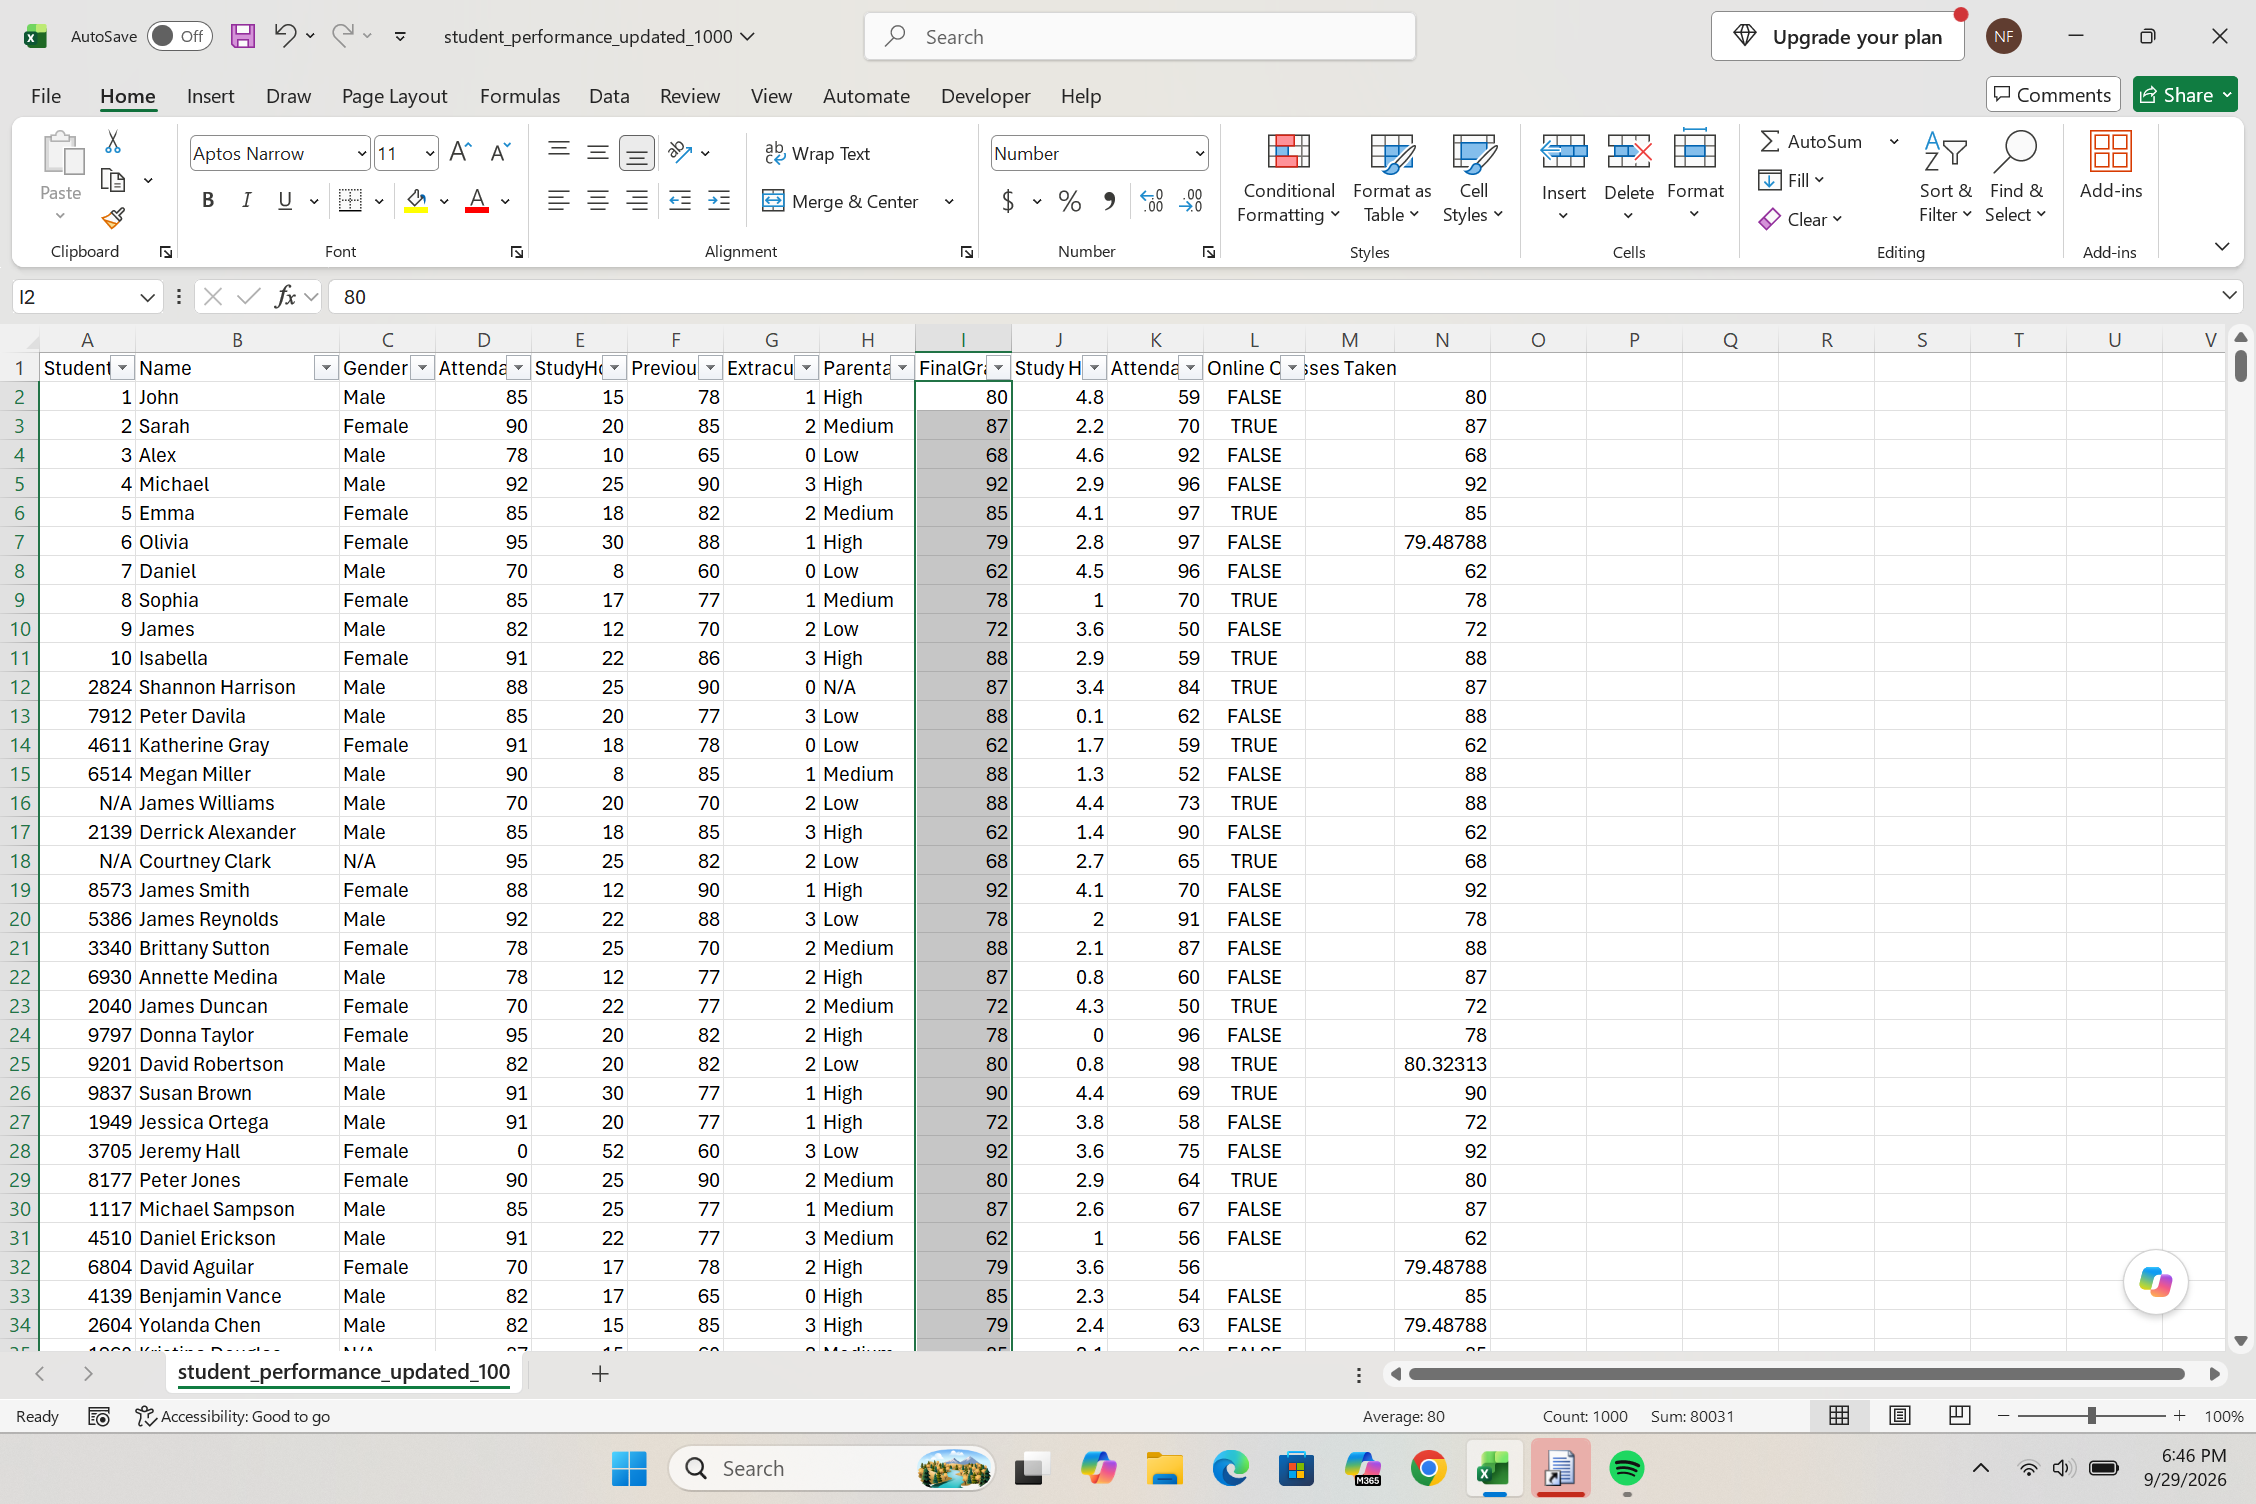 AutoSave Off student_performance_updated_1000 Search Upgrade your plan NF
File Home Insert Draw Page Layout Formulas Data Review View Automate Developer Help Comments Share
Paste Aptos Narrow 11 Wrap Text Number Conditional Formatting Format as Table Cell Styles Insert Delete Format AutoSum Fill Clear Sort & Filter Find & Select Add-ins
B I U A Merge & Center $ %
Clipboard Font Alignment Number Styles Cells Editing Add-ins
I2 fx 80
A B C D E F G H I J K L M N O P Q R S T U V
1 Student Name Gender Attenda StudyHo Previou Extracu Parenta FinalGra Study H Attenda Online C sses Taken
2 1 John Male 85 15 78 1 High 80 4.8 59 FALSE 80
3 2 Sarah Female 90 20 85 2 Medium 87 2.2 70 TRUE 87
4 3 Alex Male 78 10 65 0 Low 68 4.6 92 FALSE 68
5 4 Michael Male 92 25 90 3 High 92 2.9 96 FALSE 92
6 5 Emma Female 85 18 82 2 Medium 85 4.1 97 TRUE 85
7 6 Olivia Female 95 30 88 1 High 79 2.8 97 FALSE 79.48788
8 7 Daniel Male 70 8 60 0 Low 62 4.5 96 FALSE 62
9 8 Sophia Female 85 17 77 1 Medium 78 1 70 TRUE 78
10 9 James Male 82 12 70 2 Low 72 3.6 50 FALSE 72
11 10 Isabella Female 91 22 86 3 High 88 2.9 59 TRUE 88
12 2824 Shannon Harrison Male 88 25 90 0 N/A 87 3.4 84 TRUE 87
13 7912 Peter Davila Male 85 20 77 3 Low 88 0.1 62 FALSE 88
14 4611 Katherine Gray Female 91 18 78 0 Low 62 1.7 59 TRUE 62
15 6514 Megan Miller Male 90 8 85 1 Medium 88 1.3 52 FALSE 88
16 N/A James Williams Male 70 20 70 2 Low 88 4.4 73 TRUE 88
17 2139 Derrick Alexander Male 85 18 85 3 High 62 1.4 90 FALSE 62
18 N/A Courtney Clark N/A 95 25 82 2 Low 68 2.7 65 TRUE 68
19 8573 James Smith Female 88 12 90 1 High 92 4.1 70 FALSE 92
20 5386 James Reynolds Male 92 22 88 3 Low 78 2 91 FALSE 78
21 3340 Brittany Sutton Female 78 25 70 2 Medium 88 2.1 87 FALSE 88
22 6930 Annette Medina Male 78 12 77 2 High 87 0.8 60 FALSE 87
23 2040 James Duncan Female 70 22 77 2 Medium 72 4.3 50 TRUE 72
24 9797 Donna Taylor Female 95 20 82 2 High 78 0 96 FALSE 78
25 9201 David Robertson Male 82 20 82 2 Low 80 0.8 98 TRUE 80.32313
26 9837 Susan Brown Male 91 30 77 1 High 90 4.4 69 TRUE 90
27 1949 Jessica Ortega Male 91 20 77 1 High 72 3.8 58 FALSE 72
28 3705 Jeremy Hall Female 0 52 60 3 Low 92 3.6 75 FALSE 92
29 8177 Peter Jones Female 90 25 90 2 Medium 80 2.9 64 TRUE 80
30 1117 Michael Sampson Male 85 25 77 1 Medium 87 2.6 67 FALSE 87
31 4510 Daniel Erickson Male 91 22 77 3 Medium 62 1 56 FALSE 62
32 6804 David Aguilar Female 70 17 78 2 High 79 3.6 56 79.48788
33 4139 Benjamin Vance Male 82 17 65 0 High 85 2.3 54 FALSE 85
34 2604 Yolanda Chen Male 82 15 85 3 High 79 2.4 63 FALSE 79.48788
student_performance_updated_100
Ready Accessibility: Good to go Average: 80 Count: 1000 Sum: 80031 100%
Search M365 6:46 PM
9/29/2026